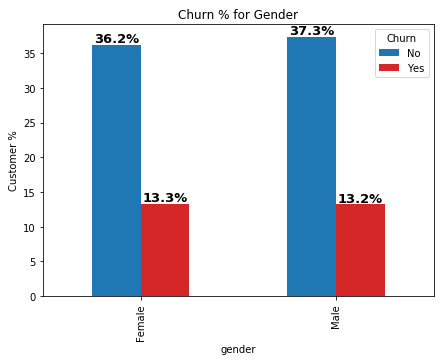 Churn % for Gender
Churn
No
Yes
36.2%
13.3%
37.3%
13.2%
Customer %
35
30
25
20
15
10
5
0
Female
Male
gender